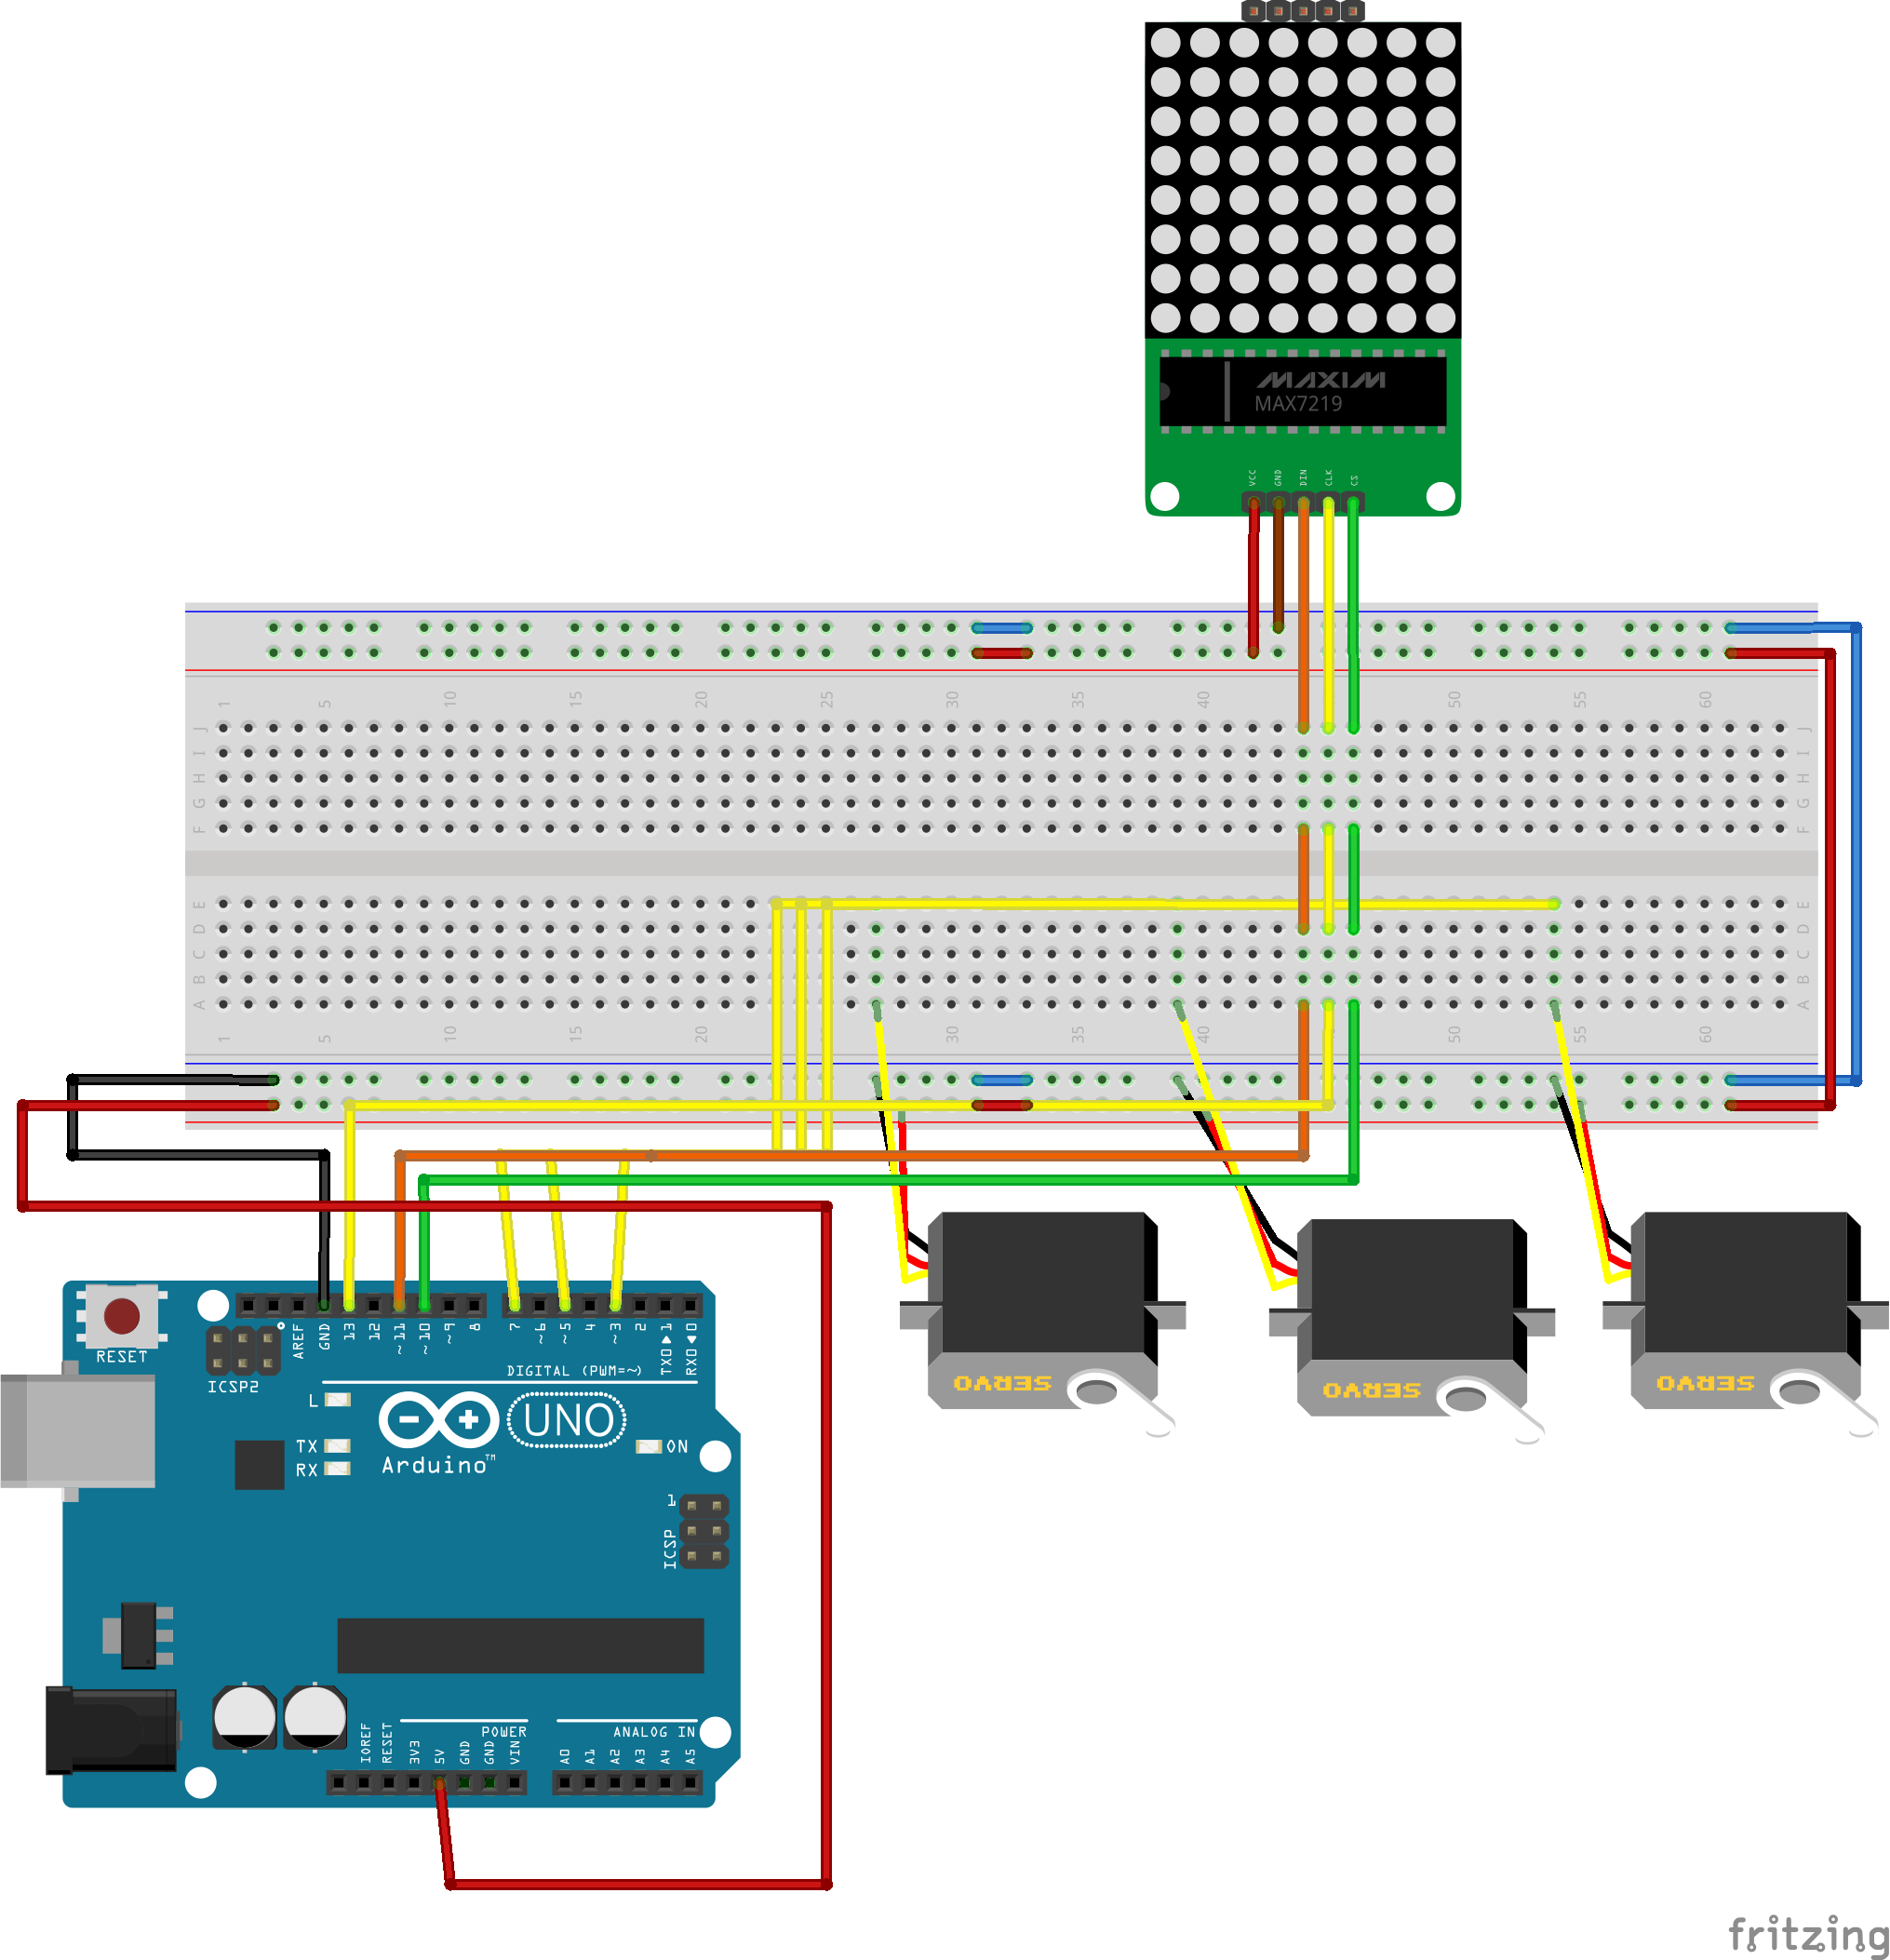 MAXIM
MAX7219
VCC
GND
DIN
CLK
CS
1
5
10
15
20
25
30
35
40
50
55
60
J
I
H
G
F
J
I
H
G
F
E
D
C
B
A
E
D
C
B
A
1
5
10
15
20
30
35
40
50
55
60
RESET
ICSP2
AREF
GND
13
12
~11
~10
~9
8
7
~6
~5
4
~3
2
TX0▶1
RX0◀0
DIGITAL (PWM=~)
L
TX
RX
UNO
ON
Arduino™
1
ICSP
SERVO
SERVO
SERVO
IOREF
RESET
3V3
5V
GND
GND
VIN
POWER
A0
A1
A2
A3
A4
A5
ANALOG IN
fritzing